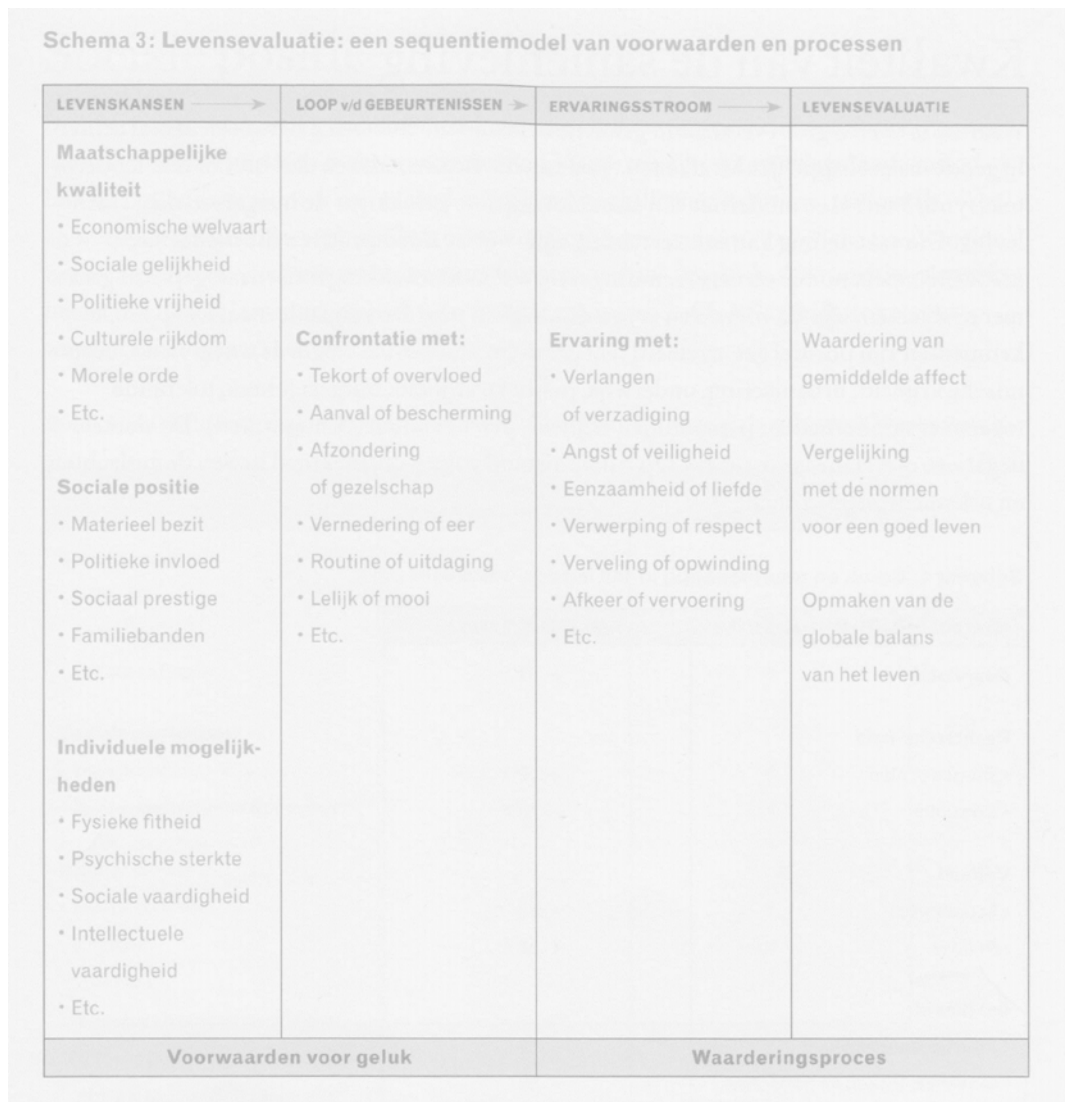 Schema 3: Levensevaluatie: een sequentiemodel van voorwaarden en processen
LEVENSKANSEN
LOOP v/d GEBEURTENISSEN
ERVARINGSSTROOM
LEVENSEVALUATIE
Maatschappelijke
kwaliteit
• Economische welvaart
• Sociale gelijkheid
• Politieke vrijheid
• Culturele rijkdom
• Morele orde
• Etc.
Sociale positie
• Materieel bezit
• Politieke invloed
• Sociaal prestige
• Familiebanden
• Etc.
Individuele mogelijk-
heden
• Fysieke fitheid
• Psychische sterkte
• Sociale vaardigheid
• Intellectuele
vaardigheid
• Etc.
Confrontatie met:
• Tekort of overvloed
• Aanval of bescherming
• Afzondering
of gezelschap
• Vernedering of eer
• Routine of uitdaging
• Lelijk of mooi
• Etc.
Ervaring met:
• Verlangen
of verzadiging
• Angst of veiligheid
• Eenzaamheid of liefde
• Verwerping of respect
• Verveling of opwinding
• Afkeer of vervoering
• Etc.
Waardering van
gemiddelde affect
Vergelijking
met de normen
voor een goed leven
Opmaken van de
globale balans
van het leven
Voorwaarden voor geluk
Waarderingsproces